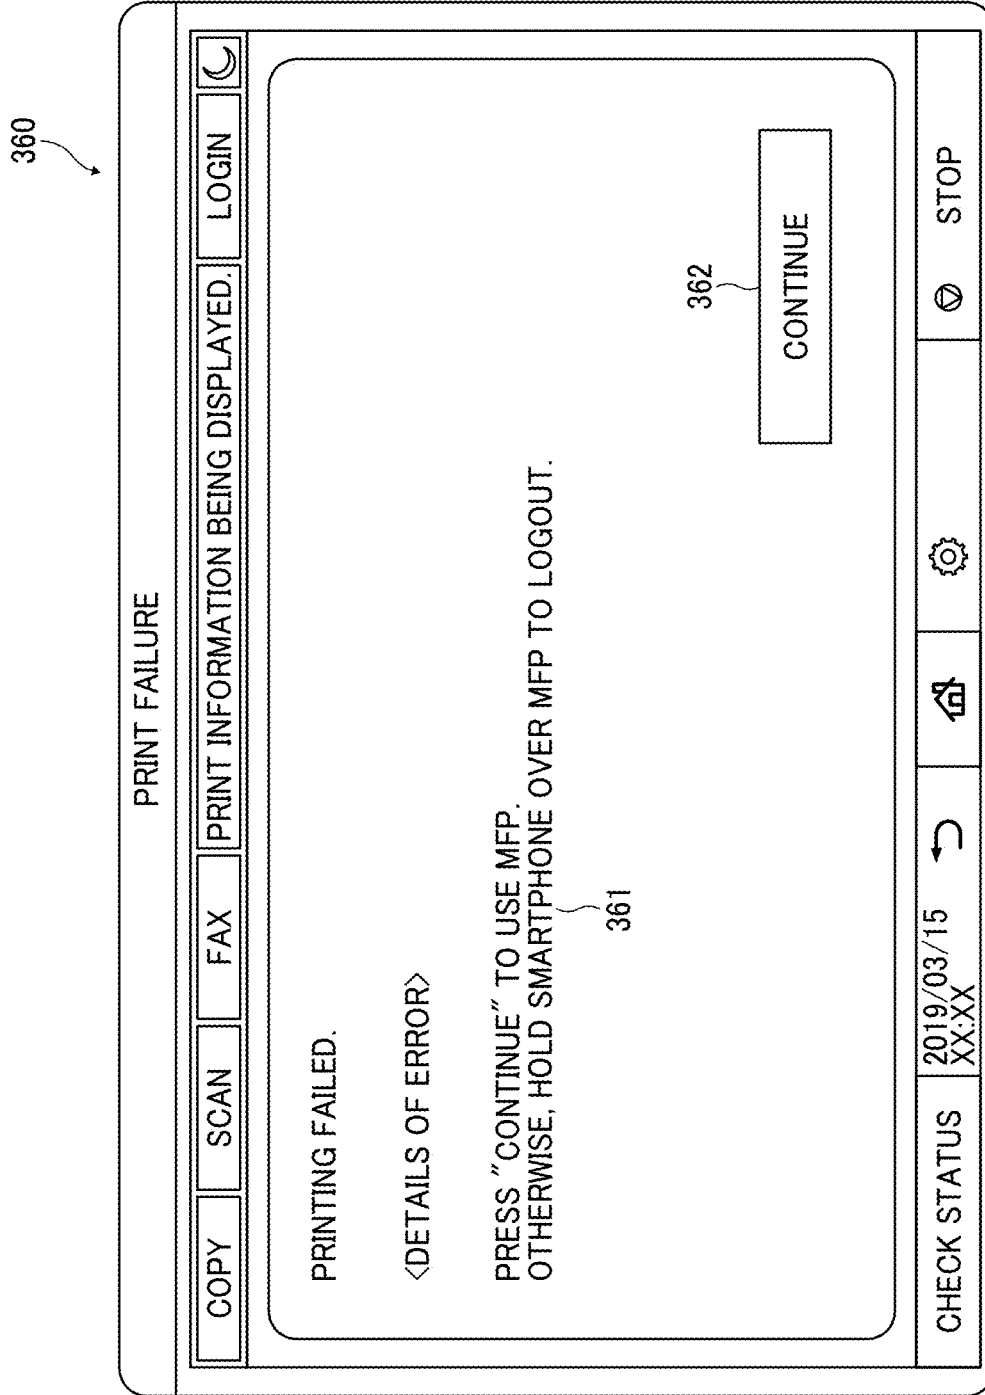 360
PRINT FAILURE
COPY
SCAN
FAX
PRINT INFORMATION BEING DISPLAYED.
LOGIN
PRINTING FAILED.
<DETAILS OF ERROR>
PRESS "CONTINUE" TO USE MFP.
OTHERWISE, HOLD SMARTPHONE OVER MFP TO LOGOUT.
361
362
CONTINUE
CHECK STATUS
2019/03/15
XX:XX
STOP